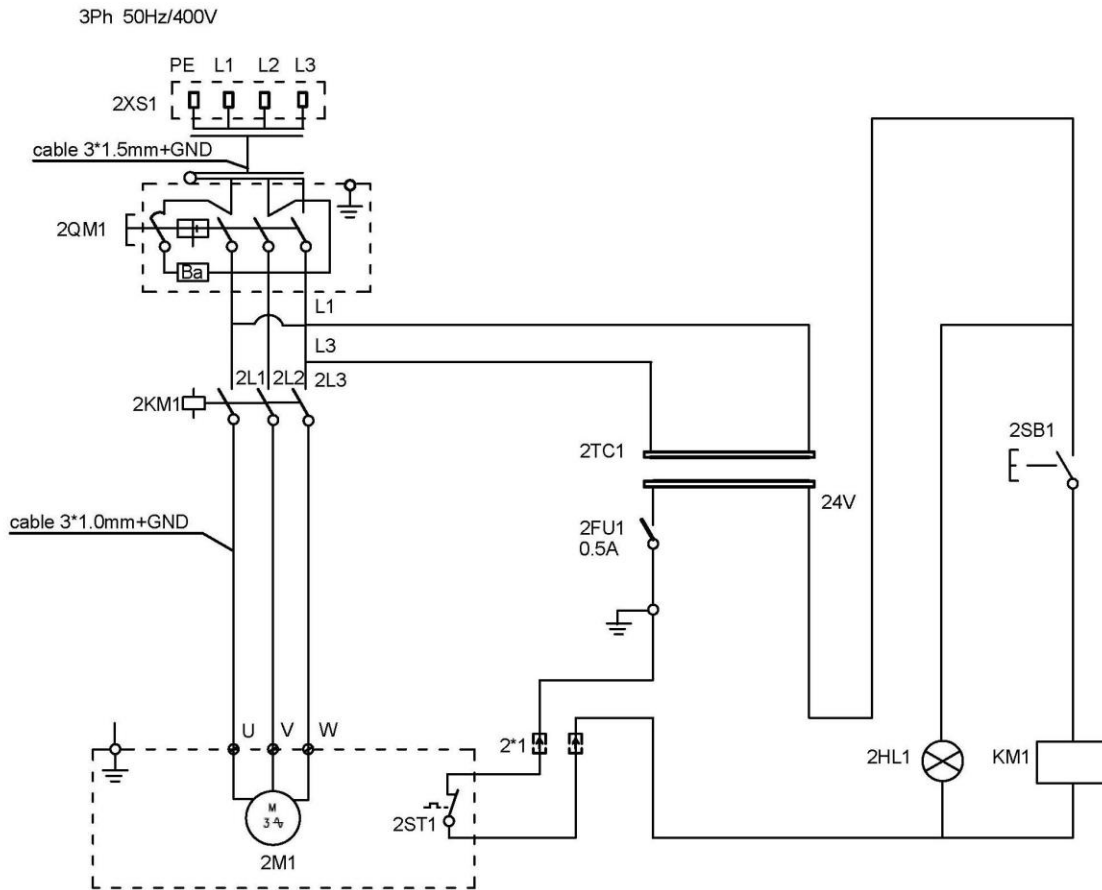 3Ph 50Hz/400V
PE L1 L2 L3
2XS1
cable 3*1.5mm+GND
2QM1
Ba
L1
L3
2L1 2L2 2L3
2KM1
2TC1
2SB1
24V
cable 3*1.0mm+GND
2FU1
0.5A
U V W
2*1
2HL1
KM1
M
3
2ST1
2M1